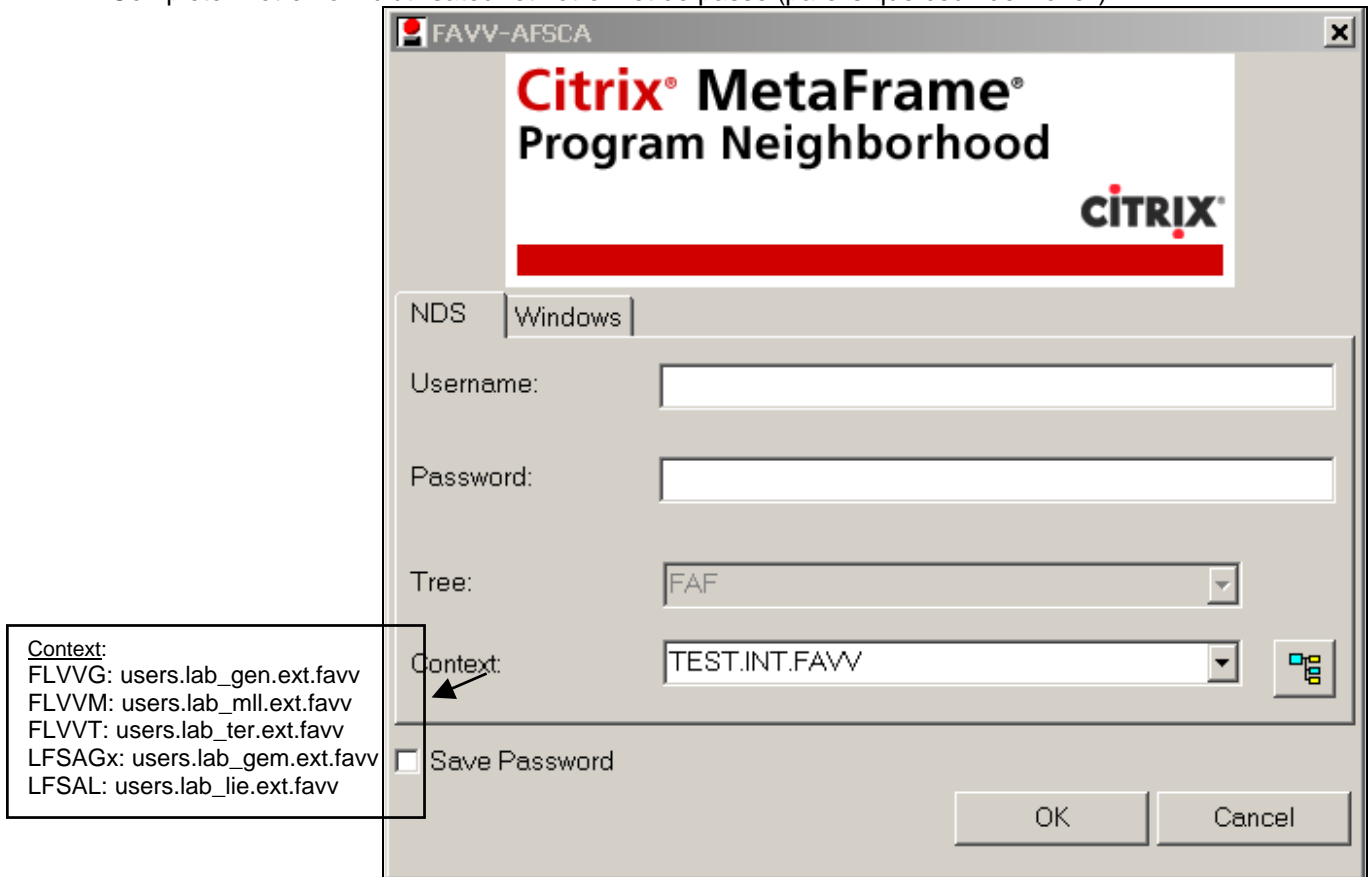 FAVV-AFSCA
Citrix® MetaFrame®
Program Neighborhood
CITRIX®
NDS
Windows
Username:
Password:
Tree:
FAF
Context:
TEST.INT.FAVV
Context:
FLVVG: users.lab_gen.ext.favv
FLVVM: users.lab_mll.ext.favv
FLVVT: users.lab_ter.ext.favv
LFSAGx: users.lab_gem.ext.favv
LFSAL: users.lab_lie.ext.favv
Save Password
OK
Cancel